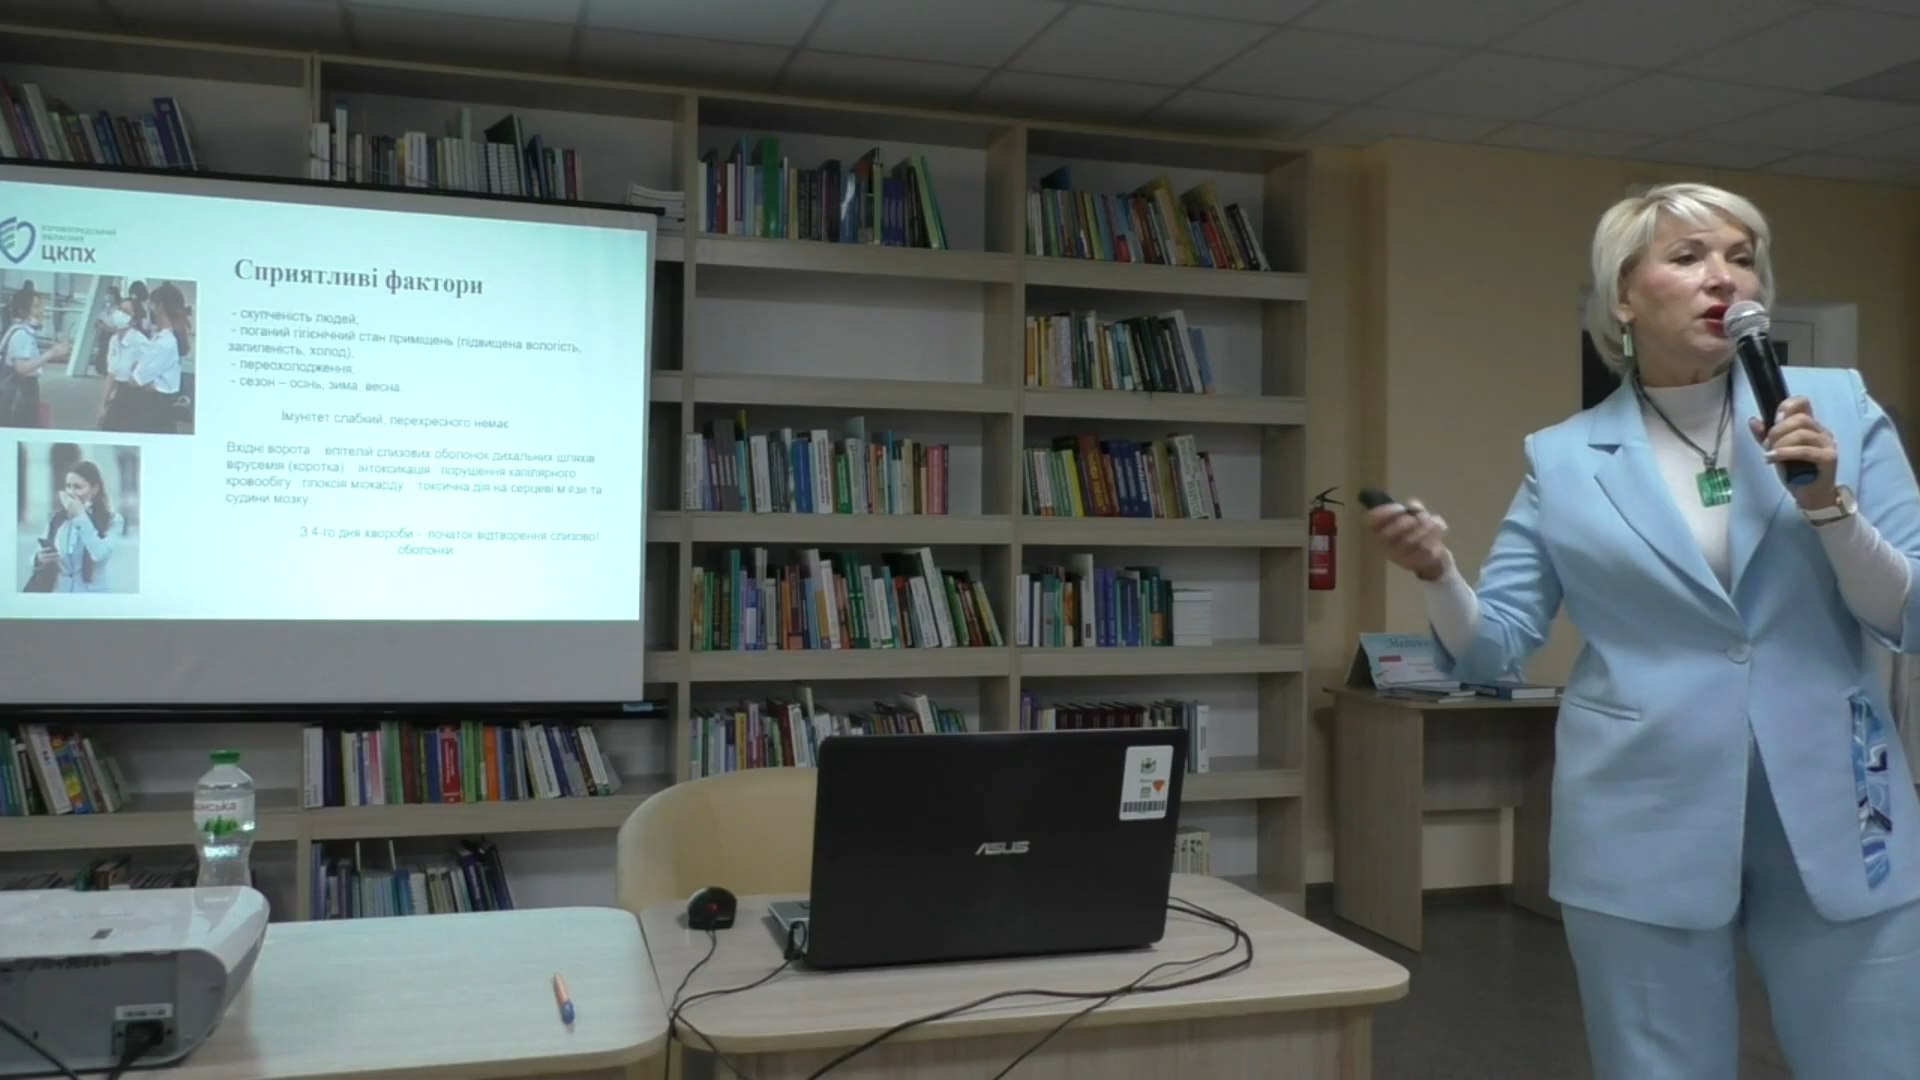 КІРОВОГРАДСЬКИЙ
ОБЛАСНИЙ
ЦКПХ
Сприятливі фактори
- скупченість людей;
- поганий гігієнічний стан приміщень (підвищена вологість,
запиленість, холод),
- переохолодження;
- сезон – осінь, зима, весна.
Імунітет слабкий, перехресного немає
Вхідні ворота епітелій слизових оболонок дихальних шляхів
вірусемія (коротка) інтоксикація порушення капілярного
кровообігу гіпоксія міокарду токсична дія на серцеві м'язи та
судини мозку
З 4-го дня хвороби - початок відтворення слизової
оболонки
ASUS